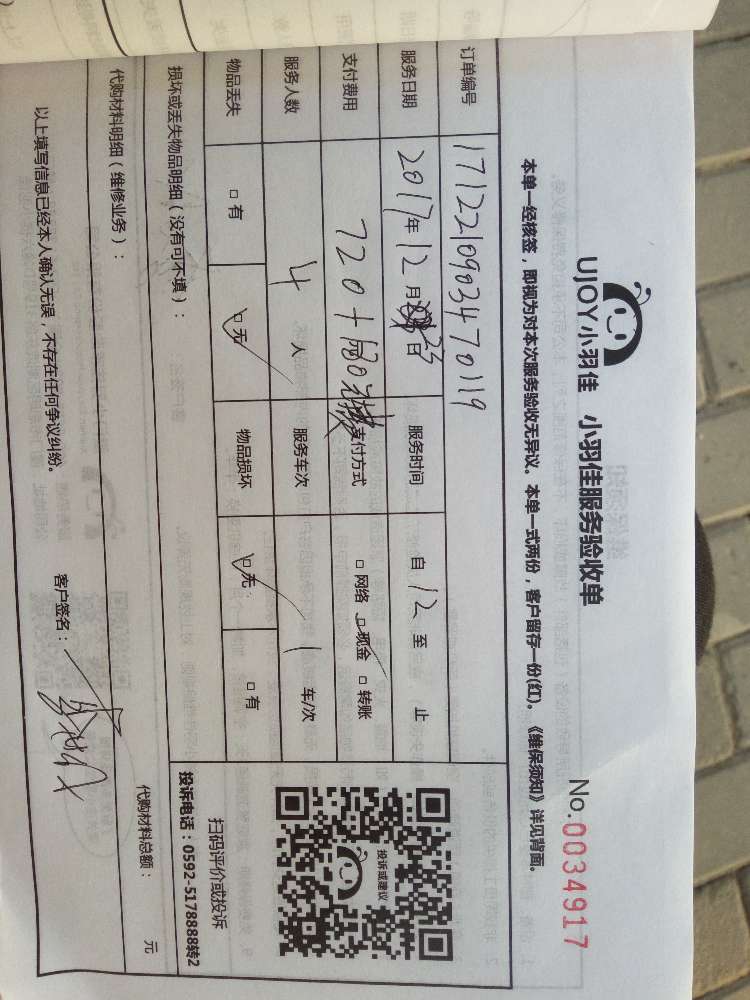 UJOY小羽佳 小羽佳服务验收单
No.0034917
本单一经核签，即视为对本次服务验收无异议。本单一式两份，客户留存一份(红)。《维保须知》详见背面。
订单编号 1712210903470119
服务日期 2017年12月23日 服务时间 自12至 止
支付费用 720+180元 支付方式 □网络 ☑现金 □转账
服务人数 4人 服务车次 1车/次
物品丢失 □有 ☑无 物品损坏 ☑无 □有
损坏或丢失物品明细（没有可不填）：
代购材料明细（维修业务）：
代购材料总额： 元
以上填写信息已经本人确认无误，不存在任何争议纠纷。
客户签名：
投诉或建议
扫码评价或投诉
投诉电话：0592-5178888转2